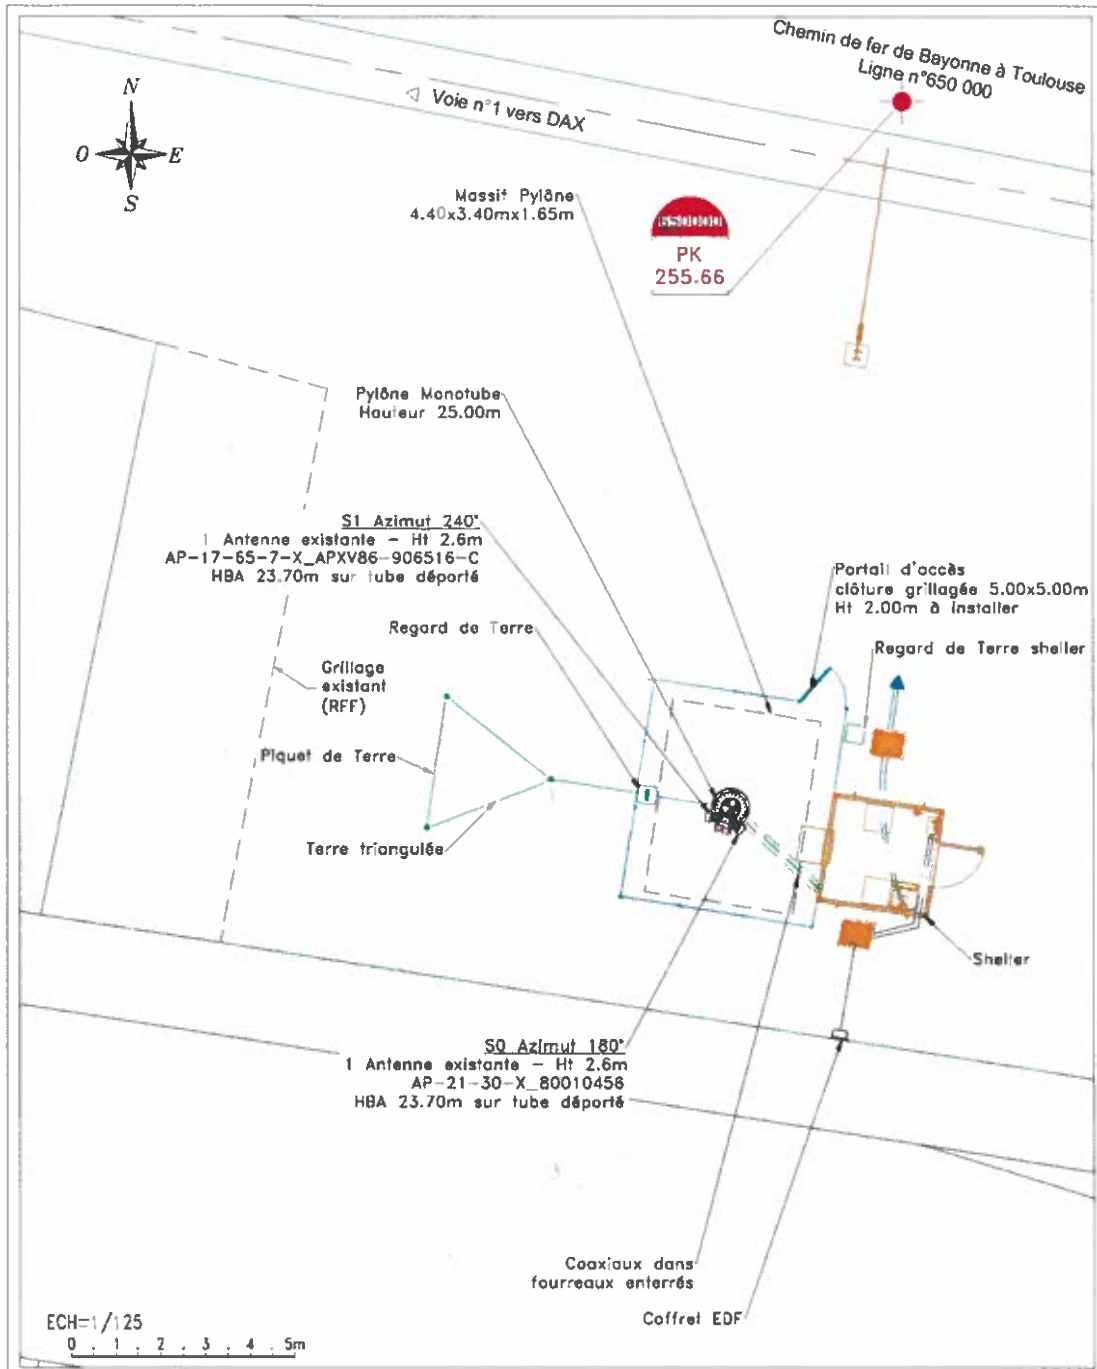 Chemin de fer de Bayonne à Toulouse
Ligne n°650 000
Voie n°1 vers DAX
N
O
E
S
Massif Pylône
4.40x3.40mx1.65m
650000
PK
255.66
Pylône Monotube
Hauteur 25.00m
S1 Azimut 240°
1 Antenne existante - Ht 2.6m
AP-17-65-7-X_APXV86-906516-C
HBA 23.70m sur tube déporté
Portail d'accès
clôture grillagée 5.00x5.00m
Ht 2.00m à installer
Regard de Terre
Regard de Terre shelter
Grillage
existant
(RFF)
Piquet de Terre
Terre triangulée
Shelter
S0 Azimut 180°
1 Antenne existante - Ht 2.6m
AP-21-30-X_80010456
HBA 23.70m sur tube déporté
Coaxiaux dans
fourreaux enterrés
Coffret EDF
ECH=1/125
0 . 1 . 2 . 3 . 4 . 5m